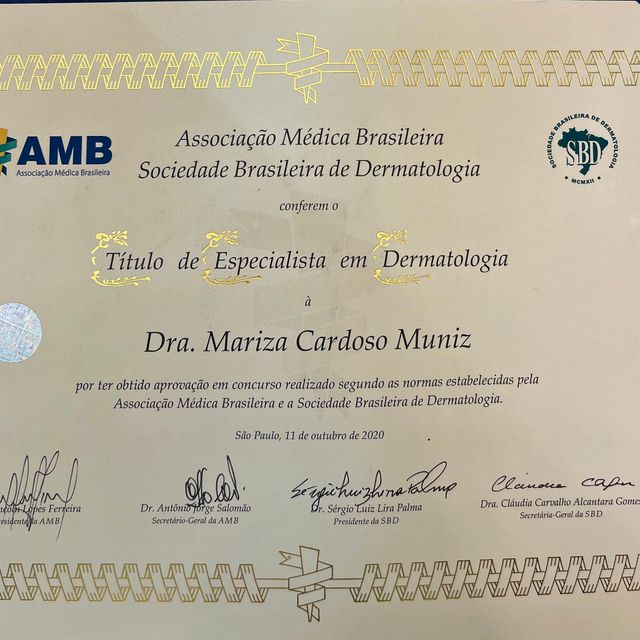 AMB
Associação Médica Brasileira
Associação Médica Brasileira
Sociedade Brasileira de Dermatologia
SOCIEDADE BRASILEIRA DE DERMATOLOGIA
SBD
MCMXII
conferem o
Título de Especialista em Dermatologia
à
Dra. Mariza Cardoso Muniz
por ter obtido aprovação em concurso realizado segundo as normas estabelecidas pela
Associação Médica Brasileira e a Sociedade Brasileira de Dermatologia.
São Paulo, 11 de outubro de 2020
Lopes Ferreira
Presidente da AMB
Dr. Antônio Jorge Salomão
Secretário-Geral da AMB
Sérgio Luiz Lira Palma
Dr. Sérgio Luiz Lira Palma
Presidente da SBD
Dra. Cláudia Carvalho Alcantara Gomes
Secretária-Geral da SBD